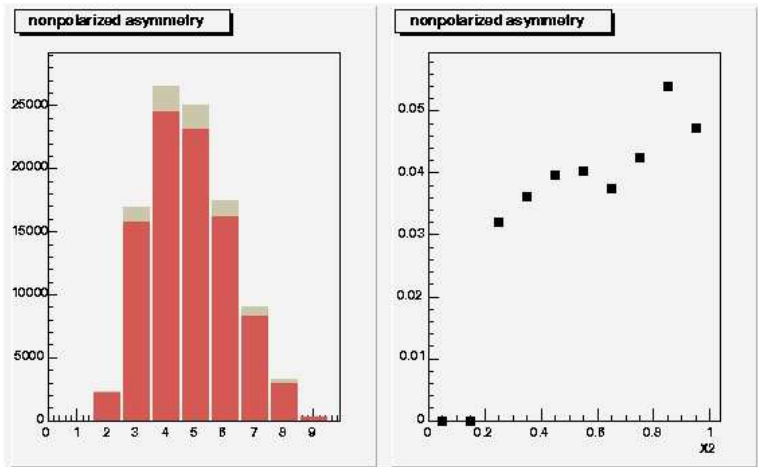 nonpolarized asymmetry
25000
20000
15000
10000
5000
0
0 1 2 3 4 5 6 7 8 9
nonpolarized asymmetry
0.05
0.04
0.03
0.02
0.01
0
0 0.2 0.4 0.6 0.8 1
X2